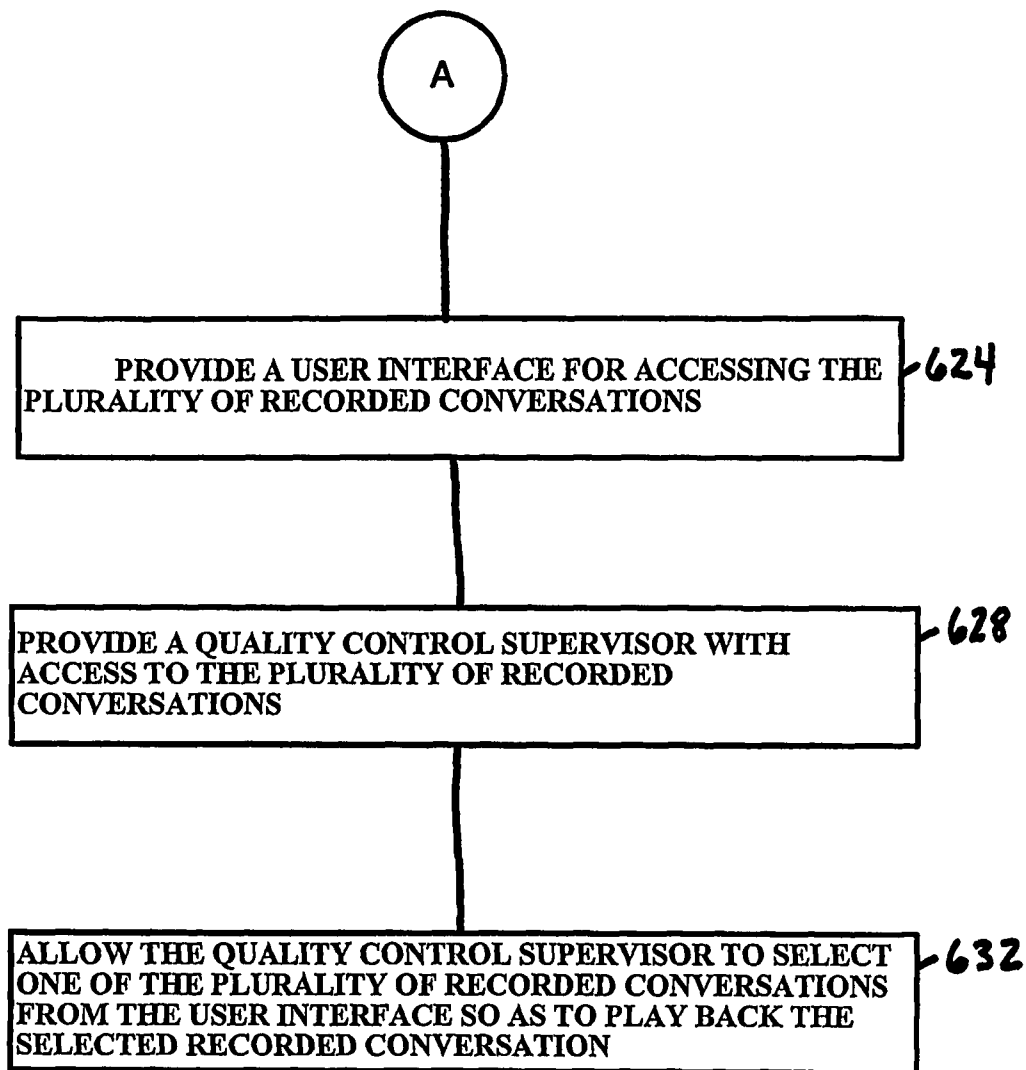 A
PROVIDE A USER INTERFACE FOR ACCESSING THE
PLURALITY OF RECORDED CONVERSATIONS
624
PROVIDE A QUALITY CONTROL SUPERVISOR WITH
ACCESS TO THE PLURALITY OF RECORDED
CONVERSATIONS
628
ALLOW THE QUALITY CONTROL SUPERVISOR TO SELECT
ONE OF THE PLURALITY OF RECORDED CONVERSATIONS
FROM THE USER INTERFACE SO AS TO PLAY BACK THE
SELECTED RECORDED CONVERSATION
632